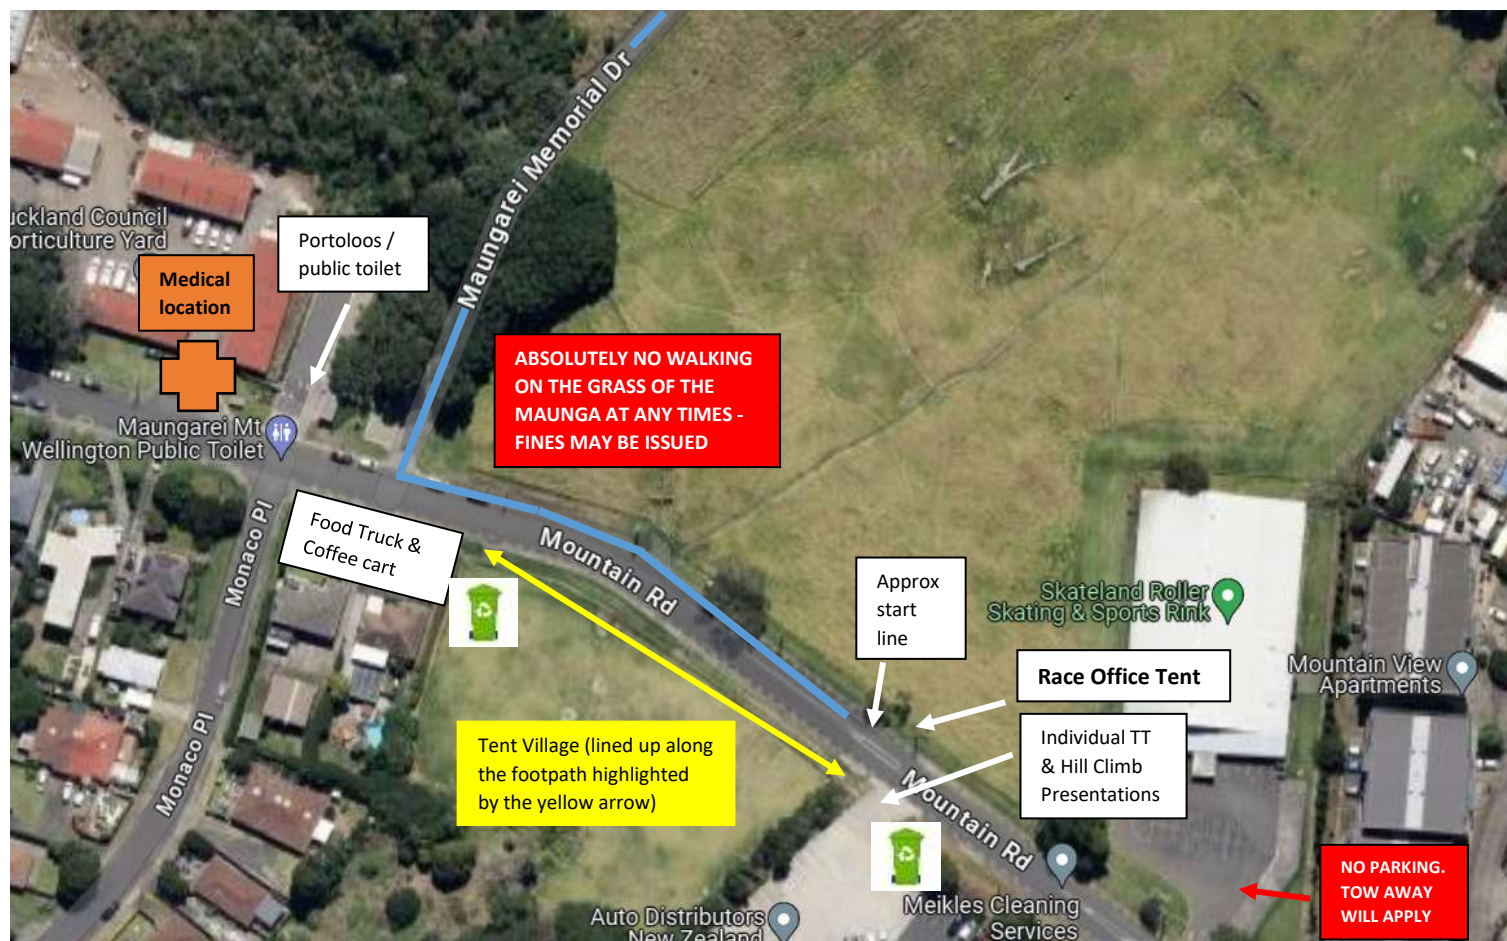 Maungarei Memorial Dr
uckland Council
orticulture Yard
Portoloos /
public toilet
Medical
location
ABSOLUTELY NO WALKING
ON THE GRASS OF THE
MAUNGA AT ANY TIMES -
FINES MAY BE ISSUED
Maungarei Mt
Wellington Public Toilet
Monaco Pl
Food Truck &
Coffee cart
Mountain Rd
Approx
start
line
Skateland Roller
Skating & Sports Rink
Mountain View
Apartments
Race Office Tent
Individual TT
& Hill Climb
Presentations
Tent Village (lined up along
the footpath highlighted
by the yellow arrow)
Monaco Pl
Mountain Rd
NO PARKING.
TOW AWAY
WILL APPLY
Meikles Cleaning
Services
Auto Distributors
New Zealand